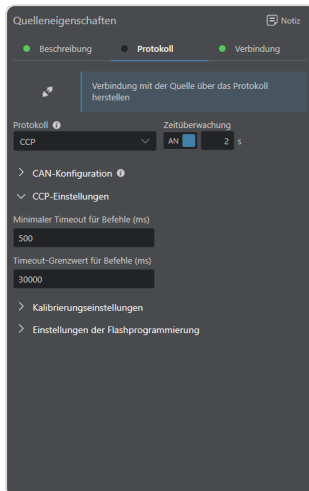 Quelleneigenschaften
Notiz
Beschreibung
Protokoll
Verbindung
Verbindung mit der Quelle über das Protokoll
herstellen
Protokoll
Zeitüberwachung
CCP
AN
2 s
CAN-Konfiguration
CCP-Einstellungen
Minimaler Timeout für Befehle (ms)
500
Timeout-Grenzwert für Befehle (ms)
30000
Kalibrierungseinstellungen
Einstellungen der Flashprogrammierung